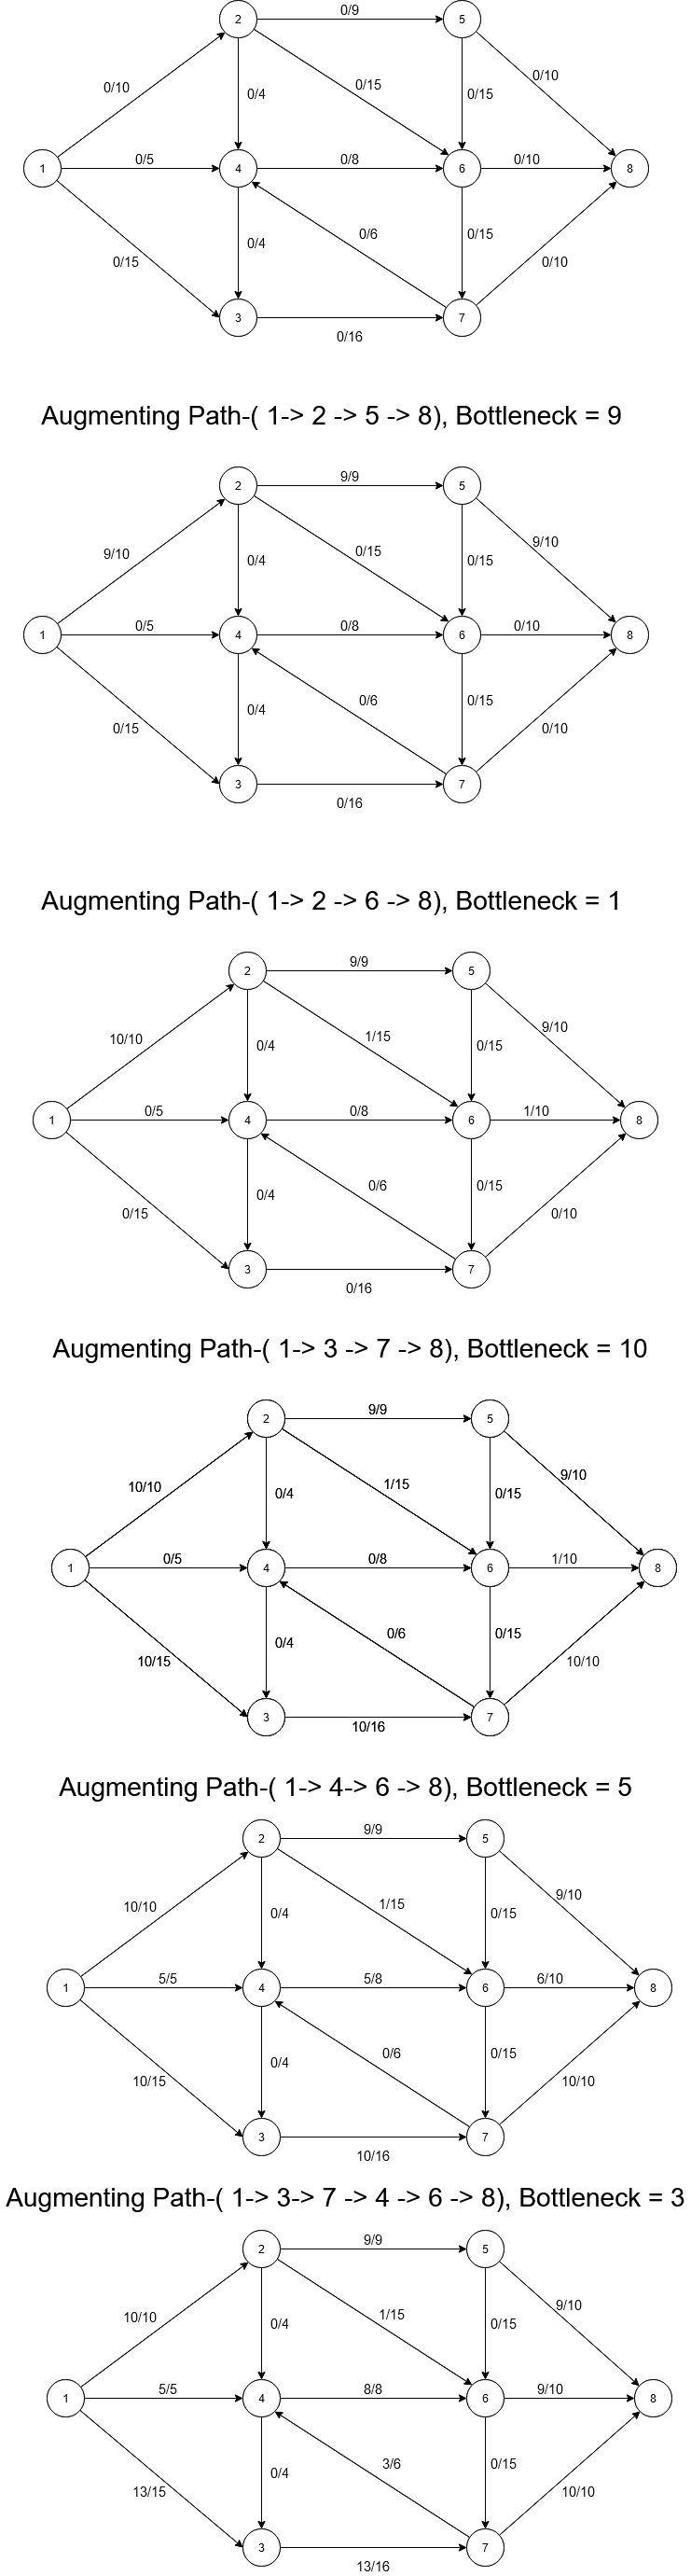 0/9
2 5
0/10 0/4 0/15 0/15 0/10
1 0/5 4 0/8 6 0/10 8
0/15 0/4 0/6 0/15 0/10
3 7
0/16
Augmenting Path-( 1-> 2 -> 5 -> 8), Bottleneck = 9
9/9
2 5
9/10 0/4 0/15 0/15 9/10
1 0/5 4 0/8 6 0/10 8
0/15 0/4 0/6 0/15 0/10
3 7
0/16
Augmenting Path-( 1-> 2 -> 6 -> 8), Bottleneck = 1
9/9
2 5
10/10 0/4 1/15 0/15 9/10
1 0/5 4 0/8 6 1/10 8
0/15 0/4 0/6 0/15 0/10
3 7
0/16
Augmenting Path-( 1-> 3 -> 7 -> 8), Bottleneck = 10
9/9
2 5
10/10 0/4 1/15 0/15 9/10
1 0/5 4 0/8 6 1/10 8
10/15 0/4 0/6 0/15 10/10
3 7
10/16
Augmenting Path-( 1-> 4-> 6 -> 8), Bottleneck = 5
9/9
2 5
10/10 0/4 1/15 0/15 9/10
1 5/5 4 5/8 6 6/10 8
10/15 0/4 0/6 0/15 10/10
3 7
10/16
Augmenting Path-( 1-> 3-> 7 -> 4 -> 6 -> 8), Bottleneck = 3
9/9
2 5
10/10 0/4 1/15 0/15 9/10
1 5/5 4 8/8 6 9/10 8
13/15 0/4 3/6 0/15 10/10
3 7
13/16